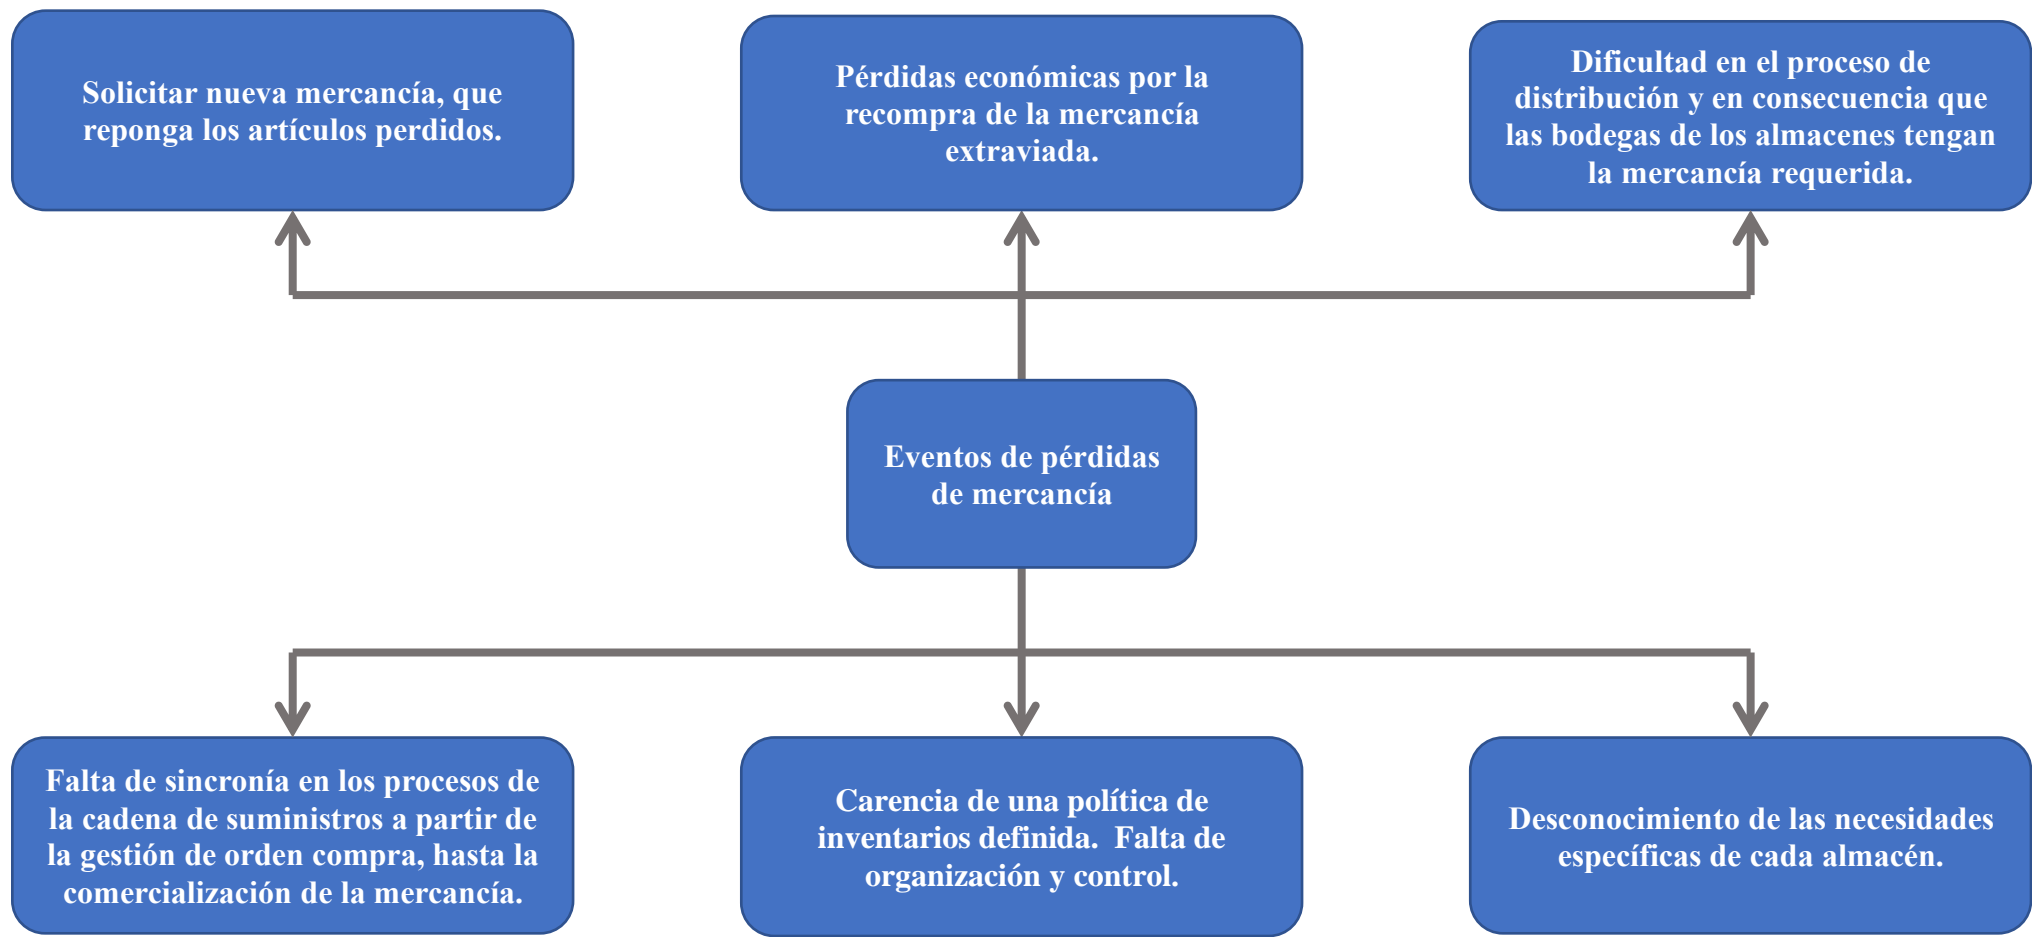 Solicitar nueva mercancía, que
reponga los artículos perdidos.
Pérdidas económicas por la
recompra de la mercancía
extraviada.
Dificultad en el proceso de
distribución y en consecuencia que
las bodegas de los almacenes tengan
la mercancía requerida.
Eventos de pérdidas
de mercancía
Falta de sincronía en los procesos de
la cadena de suministros a partir de
la gestión de orden compra, hasta la
comercialización de la mercancía.
Carencia de una política de
inventarios definida.  Falta de
organización y control.
Desconocimiento de las necesidades
específicas de cada almacén.